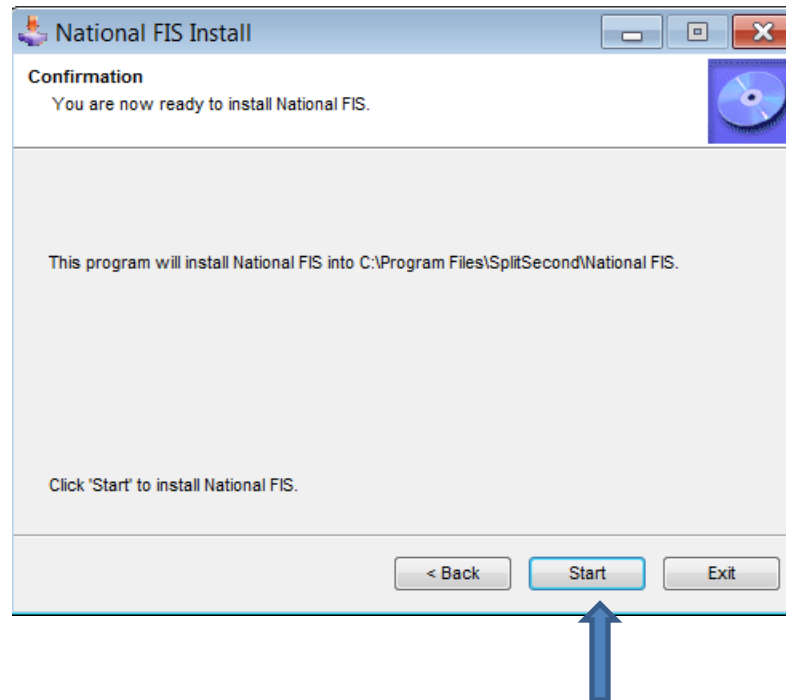 National FIS Install
Confirmation
You are now ready to install National FIS.
This program will install National FIS into C:\Program Files\SplitSecond\National FIS.
Click 'Start' to install National FIS.
< Back Start Exit